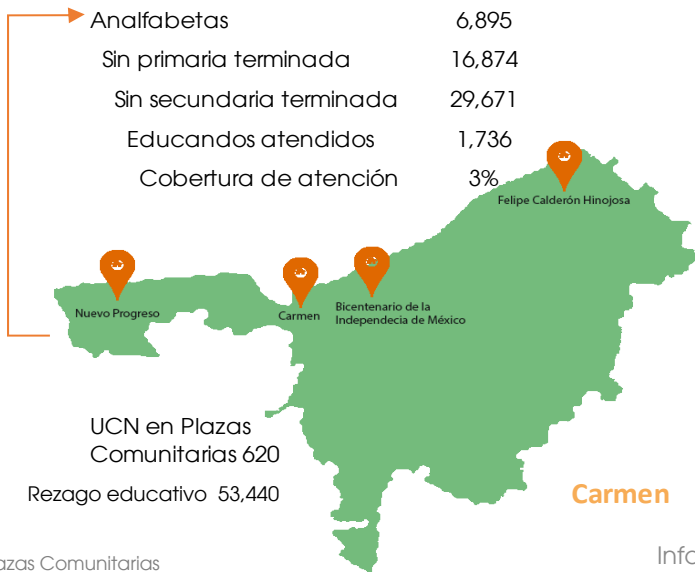 Analfabetas 6,895
Sin primaria terminada 16,874
Sin secundaria terminada 29,671
Educandos atendidos 1,736
Cobertura de atención 3%
Felipe Calderón Hinojosa
Nuevo Progreso
Carmen
Bicentenario de la
Independecia de México
UCN en Plazas
Comunitarias 620
Rezago educativo 53,440
Carmen
azas Comunitarias
Info